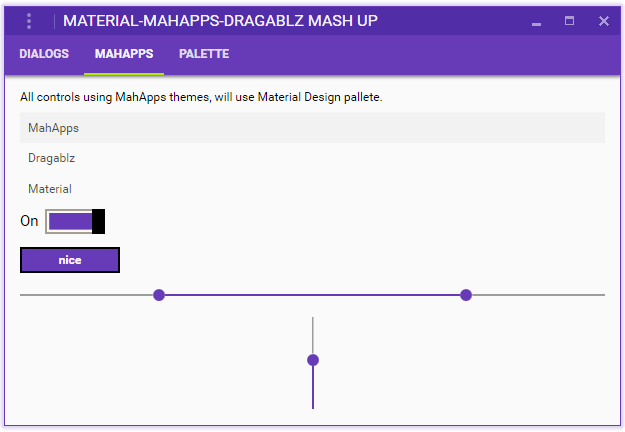 MATERIAL-MAHAPPS-DRAGABLZ MASH UP
DIALOGS MAHAPPS PALETTE
All controls using MahApps themes, will use Material Design pallete.
MahApps
Dragablz
Material
On
nice